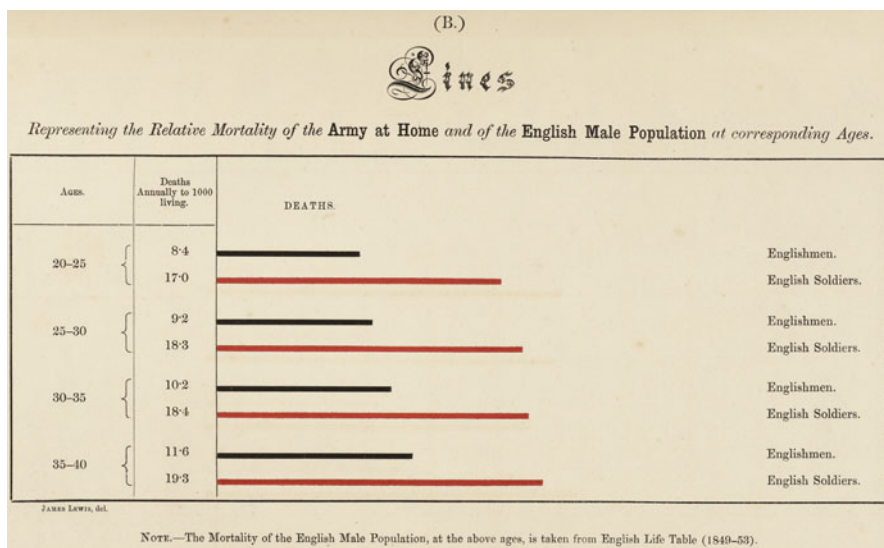 (B.)
Lines
Representing the Relative Mortality of the Army at Home and of the English Male Population at corresponding Ages.
AGES.
Deaths
Annually to 1000
living.
DEATHS.
20–25
8·4
Englishmen.
17·0
English Soldiers.
25–30
9·2
Englishmen.
18·3
English Soldiers.
30–35
10·2
Englishmen.
18·4
English Soldiers.
35–40
11·6
Englishmen.
19·3
English Soldiers.
JAMES LEWIS, del.
NOTE.—The Mortality of the English Male Population, at the above ages, is taken from English Life Table (1849–53).